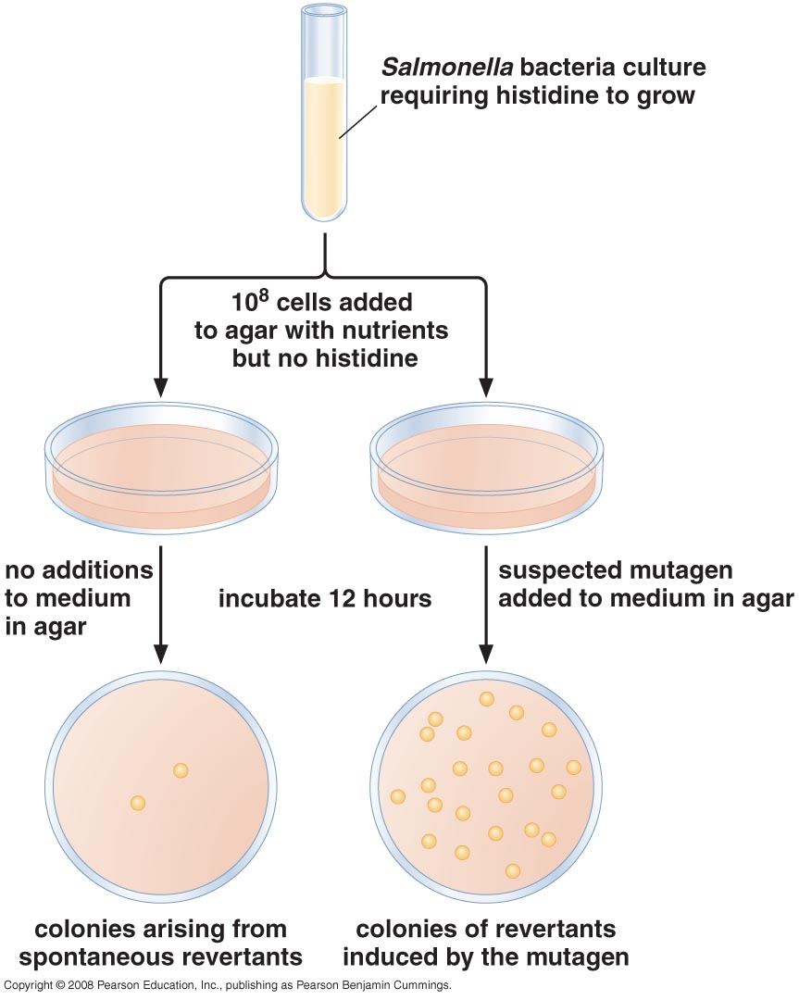 Salmonella bacteria culture
requiring histidine to grow
10⁸ cells added
to agar with nutrients
but no histidine
no additions
to medium
in agar
incubate 12 hours
suspected mutagen
added to medium in agar
colonies arising from
spontaneous revertants
colonies of revertants
induced by the mutagen
Copyright © 2008 Pearson Education, Inc., publishing as Pearson Benjamin Cummings.